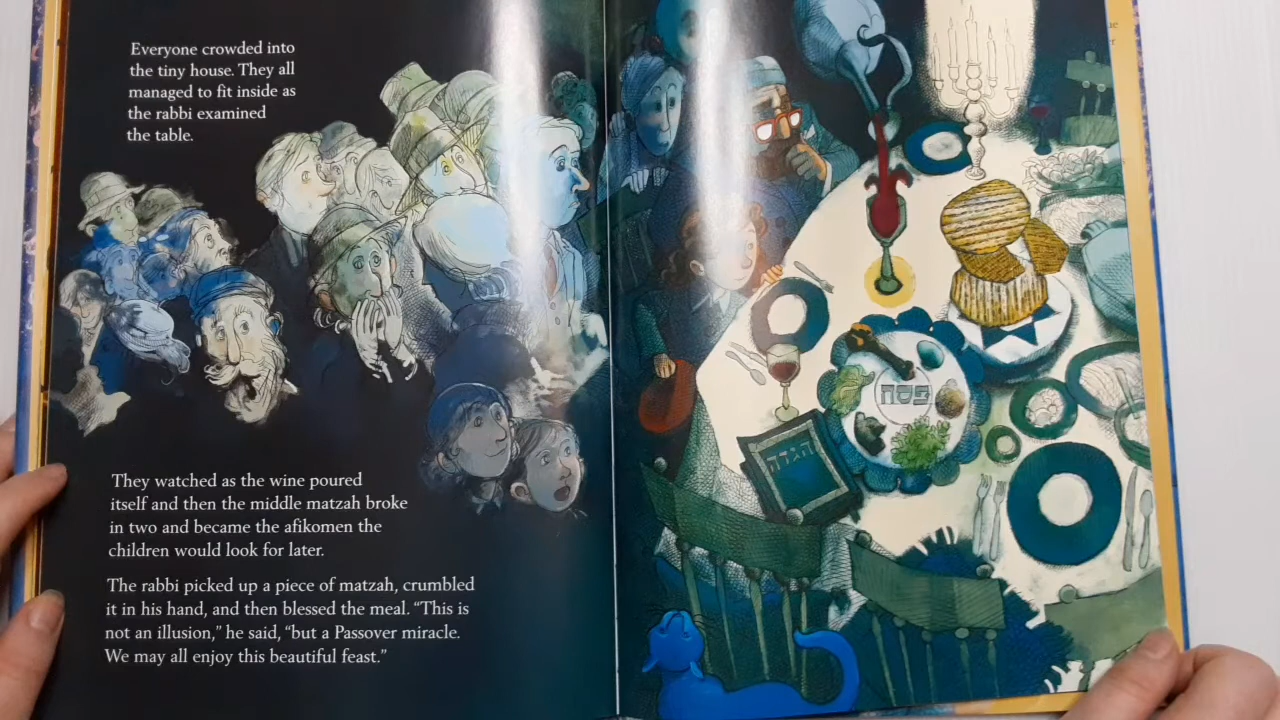 Everyone crowded into
the tiny house. They all
managed to fit inside as
the rabbi examined
the table.
They watched as the wine poured
itself and then the middle matzah broke
in two and became the afikomen the
children would look for later.
The rabbi picked up a piece of matzah, crumbled
it in his hand, and then blessed the meal. “This is
not an illusion,” he said, “but a Passover miracle.
We may all enjoy this beautiful feast.”
פסח
הגדה